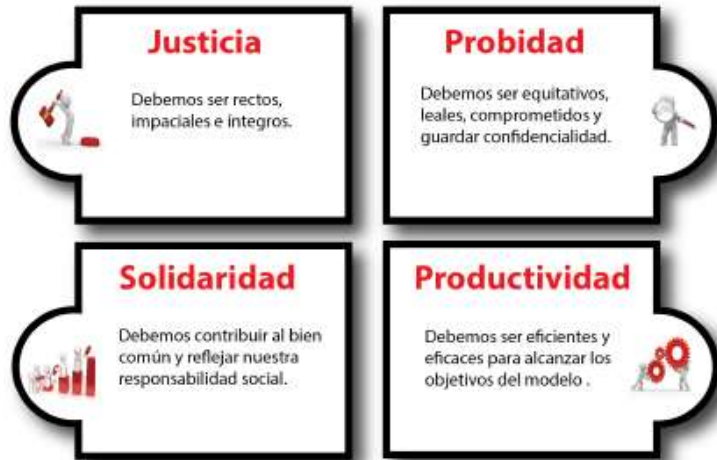 Justicia
Debemos ser rectos,
impaciales e íntegros.
Probidad
Debemos ser equitativos,
leales, comprometidos y
guardar confidencialidad.
Solidaridad
Debemos contribuir al bien
común y reflejar nuestra
responsabilidad social.
Productividad
Debemos ser eficientes y
eficaces para alcanzar los
objetivos del modelo .